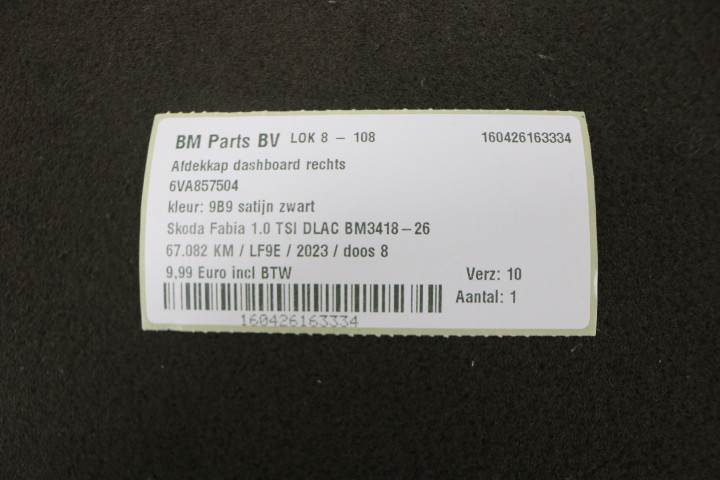 BM Parts BV LOK 8 - 108 160426163334
Afdekkap dashboard rechts
6VA857504
kleur: 9B9 satijn zwart
Skoda Fabia 1.0 TSI DLAC BM3418-26
67.082 KM / LF9E / 2023 / doos 8
9,99 Euro incl BTW Verz: 10
Aantal: 1
160426163334